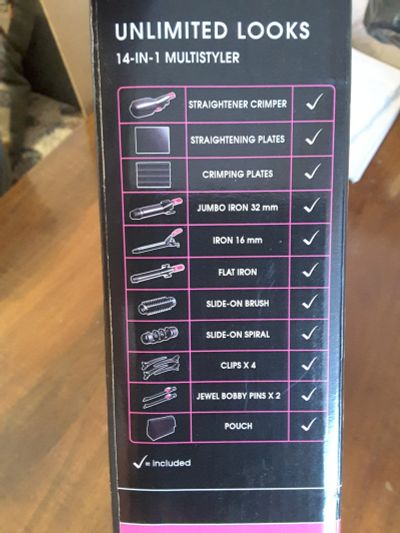 UNLIMITED LOOKS
14-IN-1 MULTISTYLER
STRAIGHTENER CRIMPER ✓
STRAIGHTENING PLATES ✓
CRIMPING PLATES ✓
JUMBO IRON 32 mm ✓
IRON 16 mm ✓
FLAT IRON ✓
SLIDE-ON BRUSH ✓
SLIDE-ON SPIRAL ✓
CLIPS X 4 ✓
JEWEL BOBBY PINS X 2 ✓
POUCH ✓
✓= included